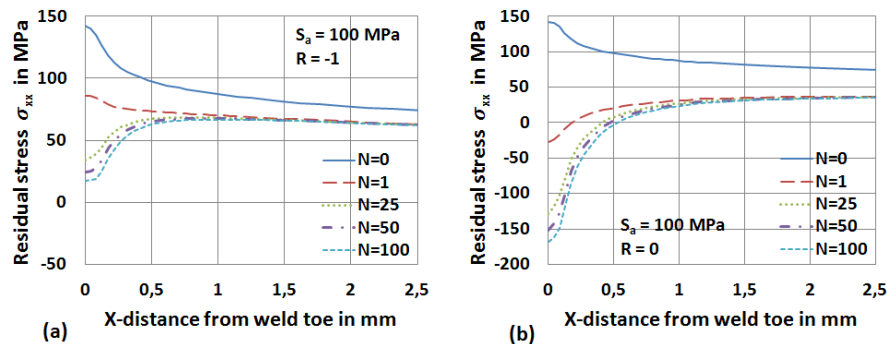 150
100
50
0
-50
Residual stress σxx in MPa
Sa = 100 MPa
R = -1
N=0
N=1
N=25
N=50
N=100
0
0,5
1
1,5
2
2,5
X-distance from weld toe in mm
(a)
150
100
50
0
-50
-100
-150
-200
Residual stress σxx in MPa
N=0
N=1
N=25
N=50
N=100
Sa = 100 MPa
R = 0
0
0,5
1
1,5
2
2,5
X-distance from weld toe in mm
(b)